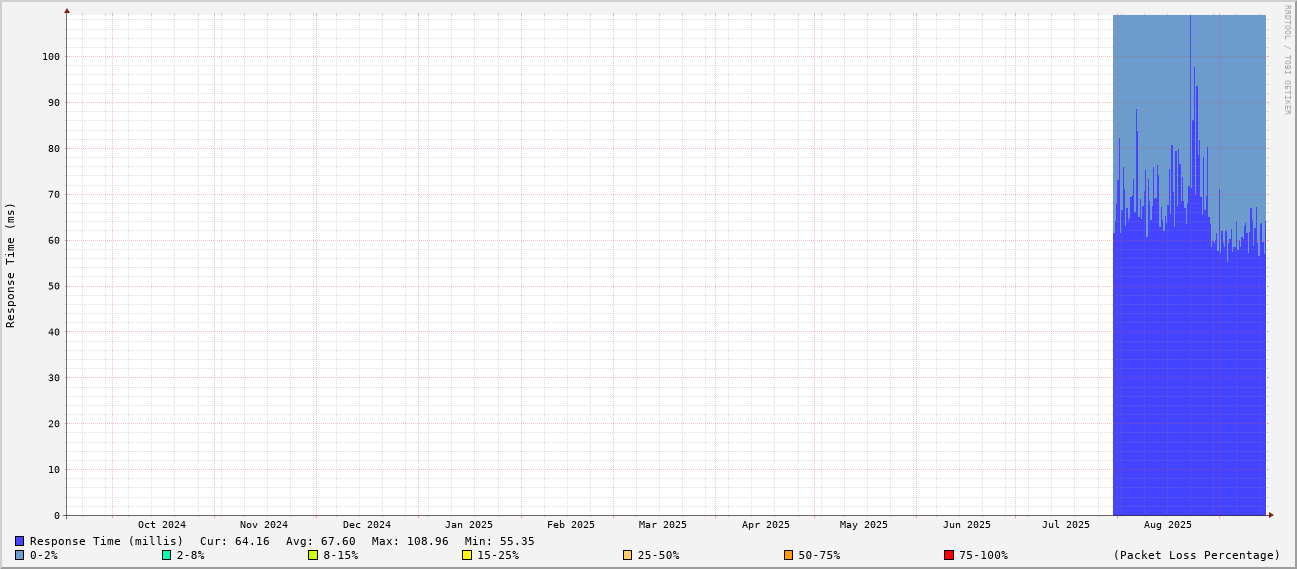 RRDTOOL / TOBI OETIKER
Response Time (ms)
100
90
80
70
60
50
40
30
20
10
0
Oct 2024 Nov 2024 Dec 2024 Jan 2025 Feb 2025 Mar 2025 Apr 2025 May 2025 Jun 2025 Jul 2025 Aug 2025
Response Time (millis) Cur: 64.16 Avg: 67.60 Max: 108.96 Min: 55.35
0-2% 2-8% 8-15% 15-25% 25-50% 50-75% 75-100% (Packet Loss Percentage)